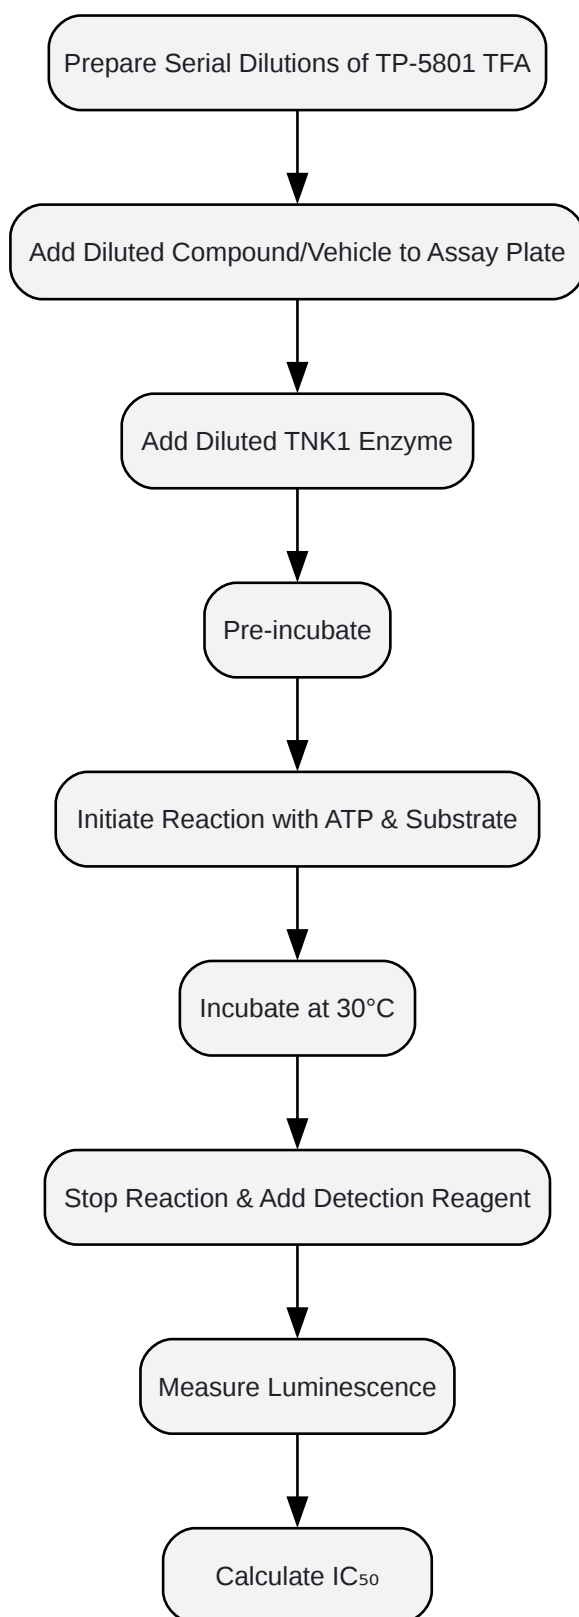 Prepare Serial Dilutions of TP-5801 TFA
Add Diluted Compound/Vehicle to Assay Plate
Add Diluted TNK1 Enzyme
Pre-incubate
Initiate Reaction with ATP & Substrate
Incubate at 30°C
Stop Reaction & Add Detection Reagent
Measure Luminescence
Calculate IC₅₀